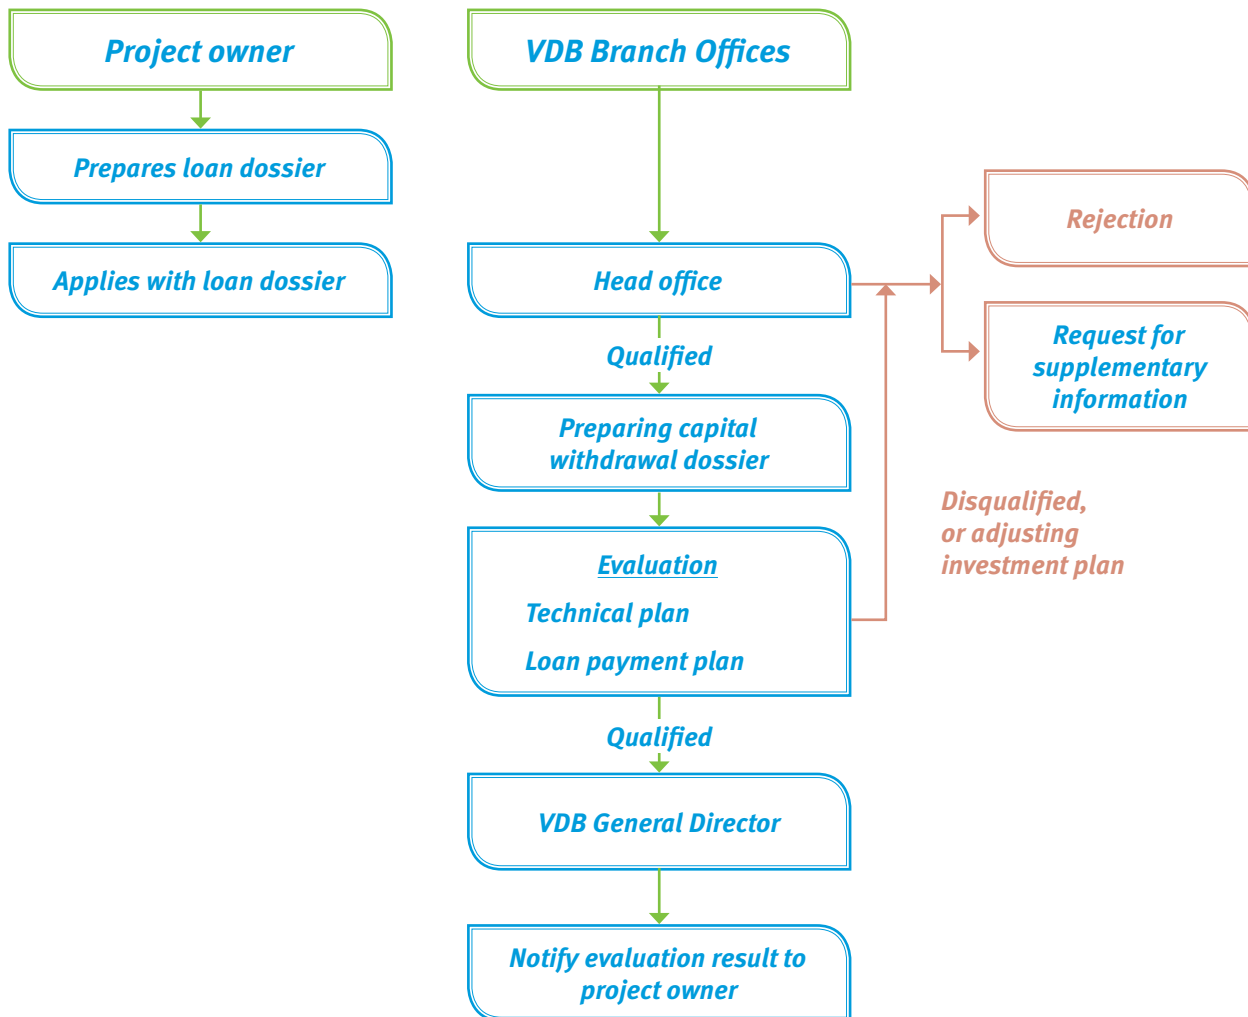 Project owner
Prepares loan dossier
Applies with loan dossier
VDB Branch Offices
Head office
Qualified
Preparing capital
withdrawal dossier
Evaluation
Technical plan
Loan payment plan
Qualified
VDB General Director
Notify evaluation result to
project owner
Rejection
Request for
supplementary
information
Disqualified,
or adjusting
investment plan